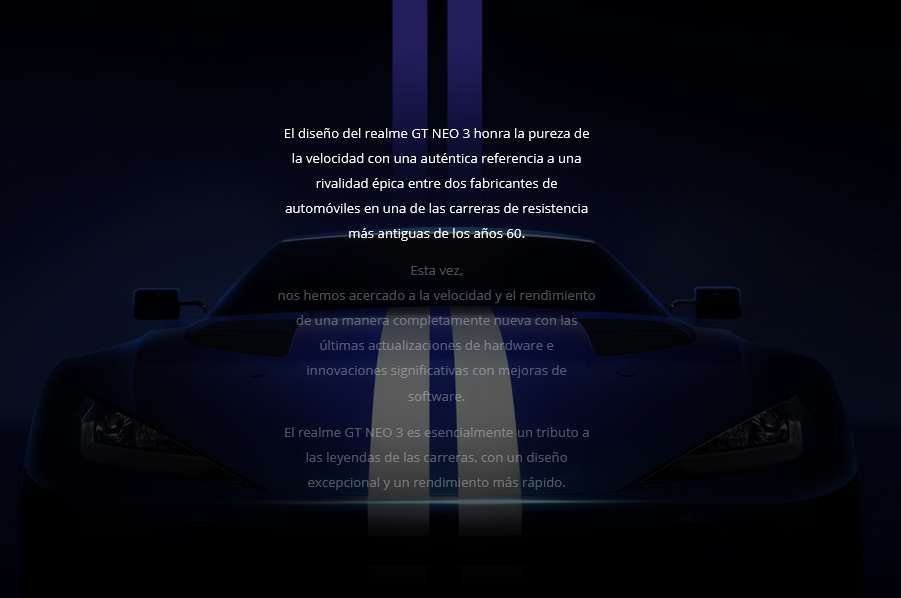 El diseño del realme GT NEO 3 honra la pureza de
la velocidad con una auténtica referencia a una
rivalidad épica entre dos fabricantes de
automóviles en una de las carreras de resistencia
más antiguas de los años 60.
Esta vez,
nos hemos acercado a la velocidad y el rendimiento
de una manera completamente nueva con las
últimas actualizaciones de hardware e
innovaciones significativas con mejoras de
software.
El realme GT NEO 3 es esencialmente un tributo a
las leyendas de las carreras, con un diseño
excepcional y un rendimiento más rápido.